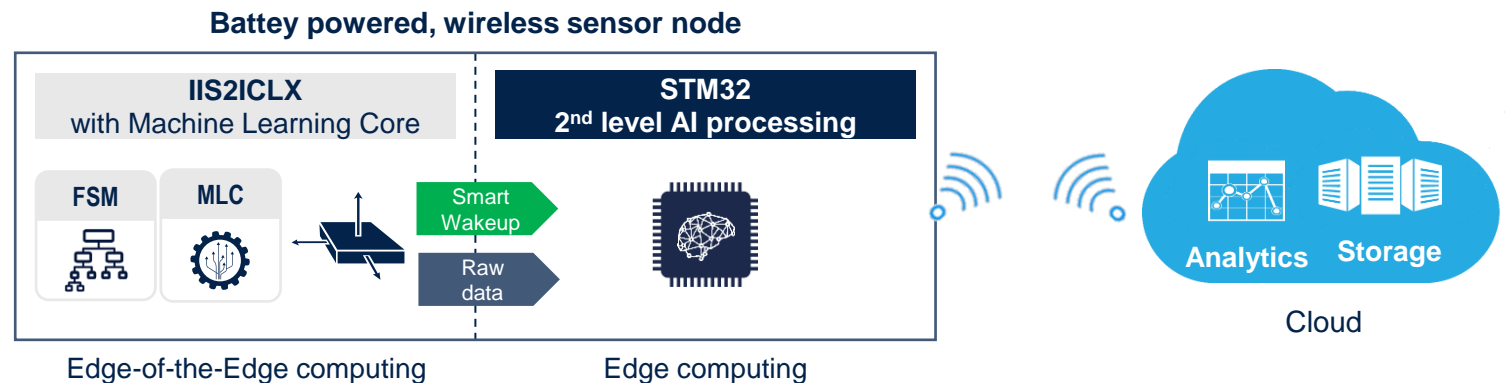 Battey powered, wireless sensor node
IIS2ICLX
with Machine Learning Core
STM32
2nd level AI processing
FSM
MLC
Smart
Wakeup
Raw
data
Analytics
Storage
Cloud
Edge-of-the-Edge computing
Edge computing